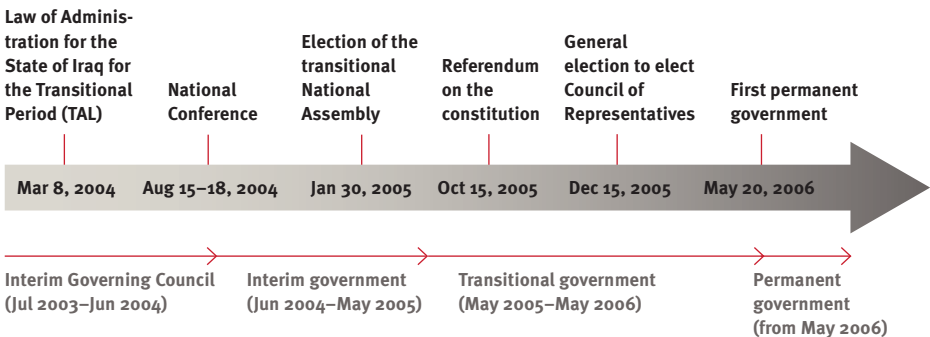 Law of Adminis-
tration for the
State of Iraq for
the Transitional
Period (TAL)
National
Conference
Election of the
transitional
National
Assembly
Referendum
on the
constitution
General
election to elect
Council of
Representatives
First permanent
government
Mar 8, 2004
Aug 15–18, 2004
Jan 30, 2005
Oct 15, 2005
Dec 15, 2005
May 20, 2006
Interim Governing Council
(Jul 2003–Jun 2004)
Interim government
(Jun 2004–May 2005)
Transitional government
(May 2005–May 2006)
Permanent
government
(from May 2006)